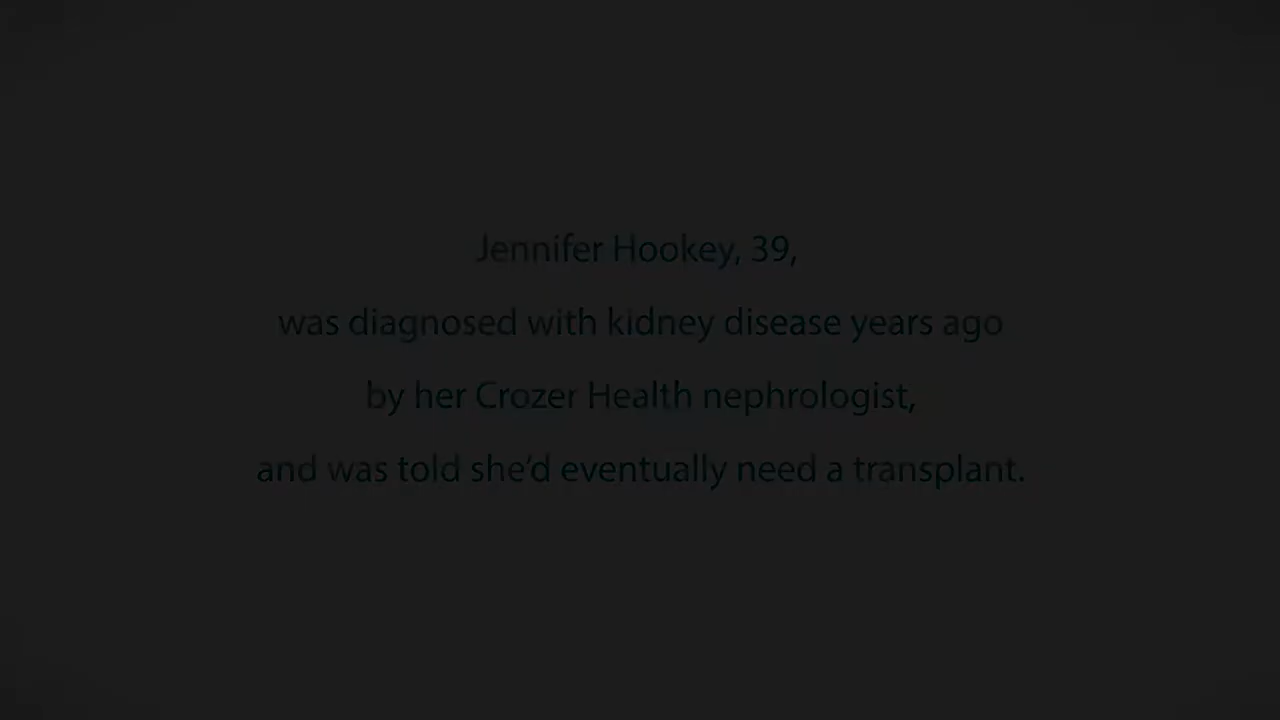 Jennifer Hookey, 39,
was diagnosed with kidney disease years ago
by her Crozer Health nephrologist,
and was told she’d eventually need a transplant.